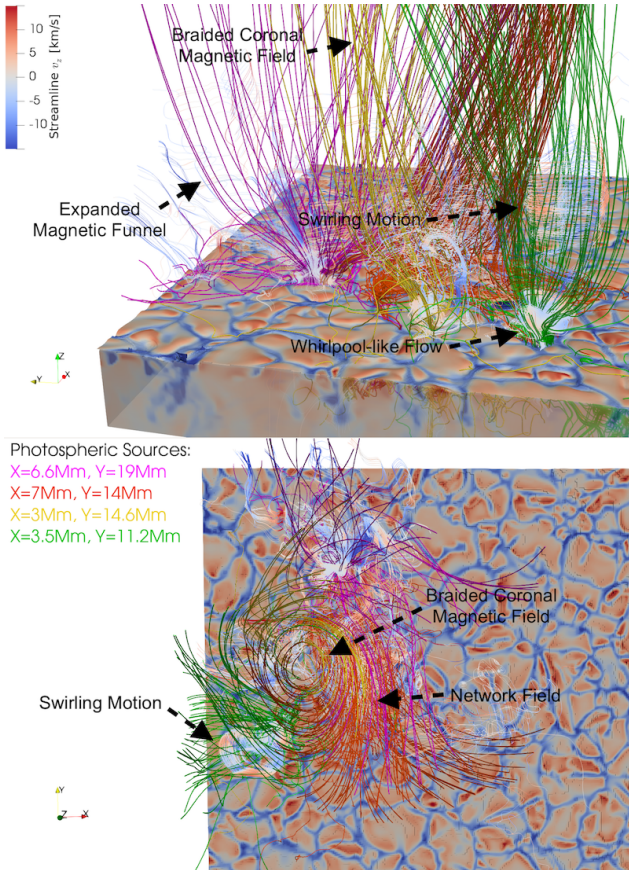 Streamline v_z [km/s]
10
5
0
-5
-10
Braided Coronal
Magnetic Field
Expanded
Magnetic Funnel
Swirling Motion
Whirlpool-like Flow
Z
Y
X
Photospheric Sources:
X=6.6Mm, Y=19Mm
X=7Mm, Y=14Mm
X=3Mm, Y=14.6Mm
X=3.5Mm, Y=11.2Mm
Braided Coronal
Magnetic Field
Network Field
Swirling Motion
Y
Z
X